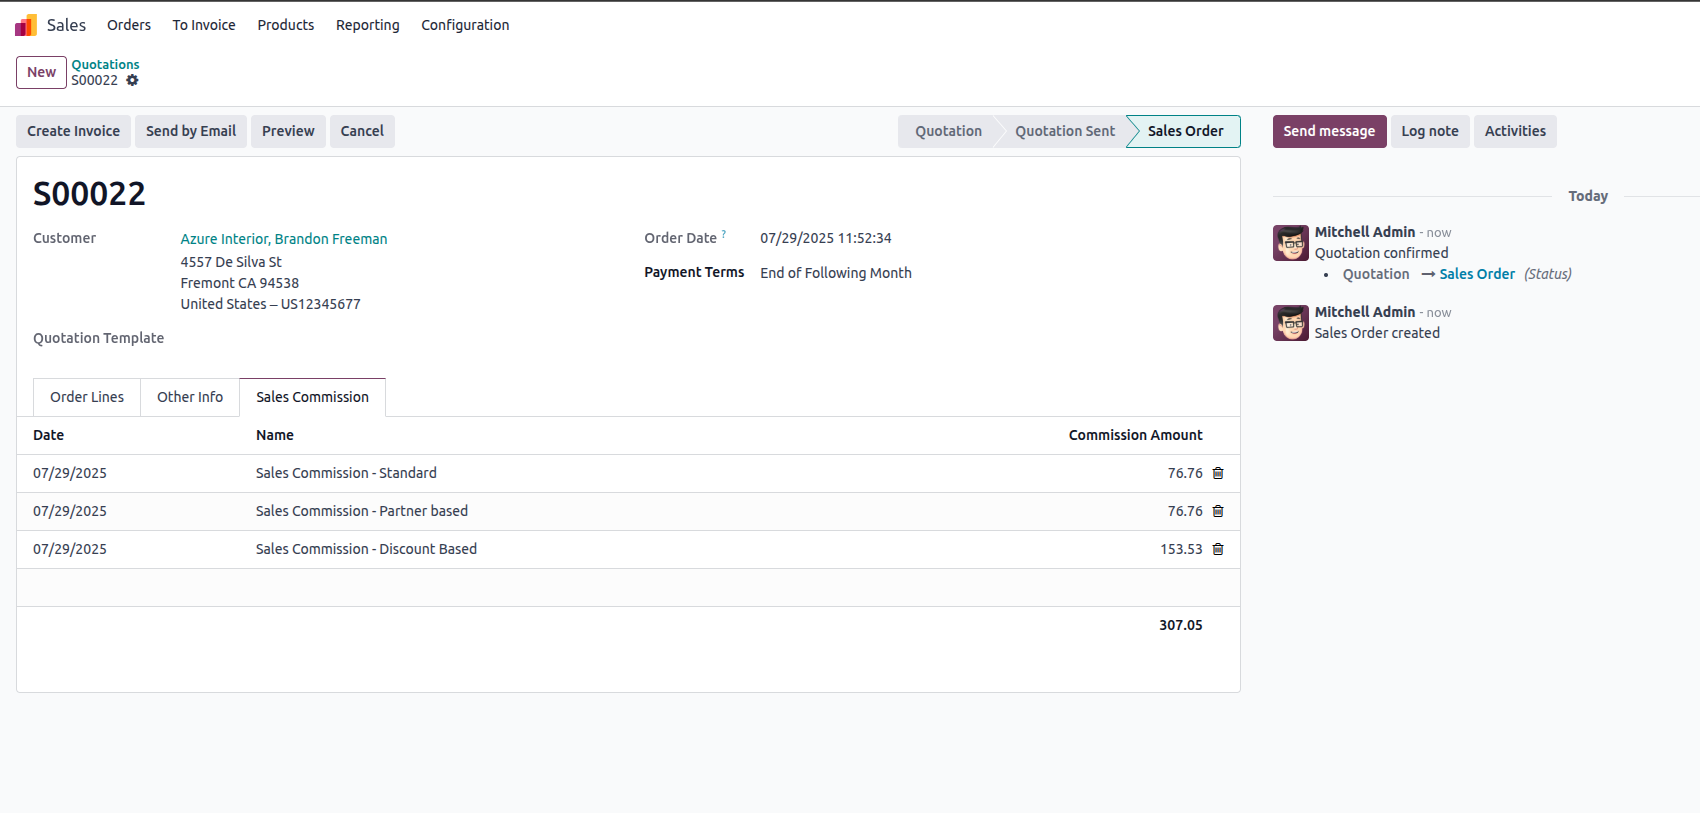 Sales Orders To Invoice Products Reporting Configuration
New Quotations
S00022
Create Invoice Send by Email Preview Cancel Quotation Quotation Sent Sales Order Send message Log note Activities
S00022
Customer Azure Interior, Brandon Freeman
4557 De Silva St
Fremont CA 94538
United States – US12345677
Order Date ? 07/29/2025 11:52:34
Payment Terms End of Following Month
Quotation Template
Order Lines Other Info Sales Commission
Date Name Commission Amount
07/29/2025 Sales Commission - Standard 76.76
07/29/2025 Sales Commission - Partner based 76.76
07/29/2025 Sales Commission - Discount Based 153.53
307.05
Today
Mitchell Admin - now
Quotation confirmed
• Quotation → Sales Order (Status)
Mitchell Admin - now
Sales Order created